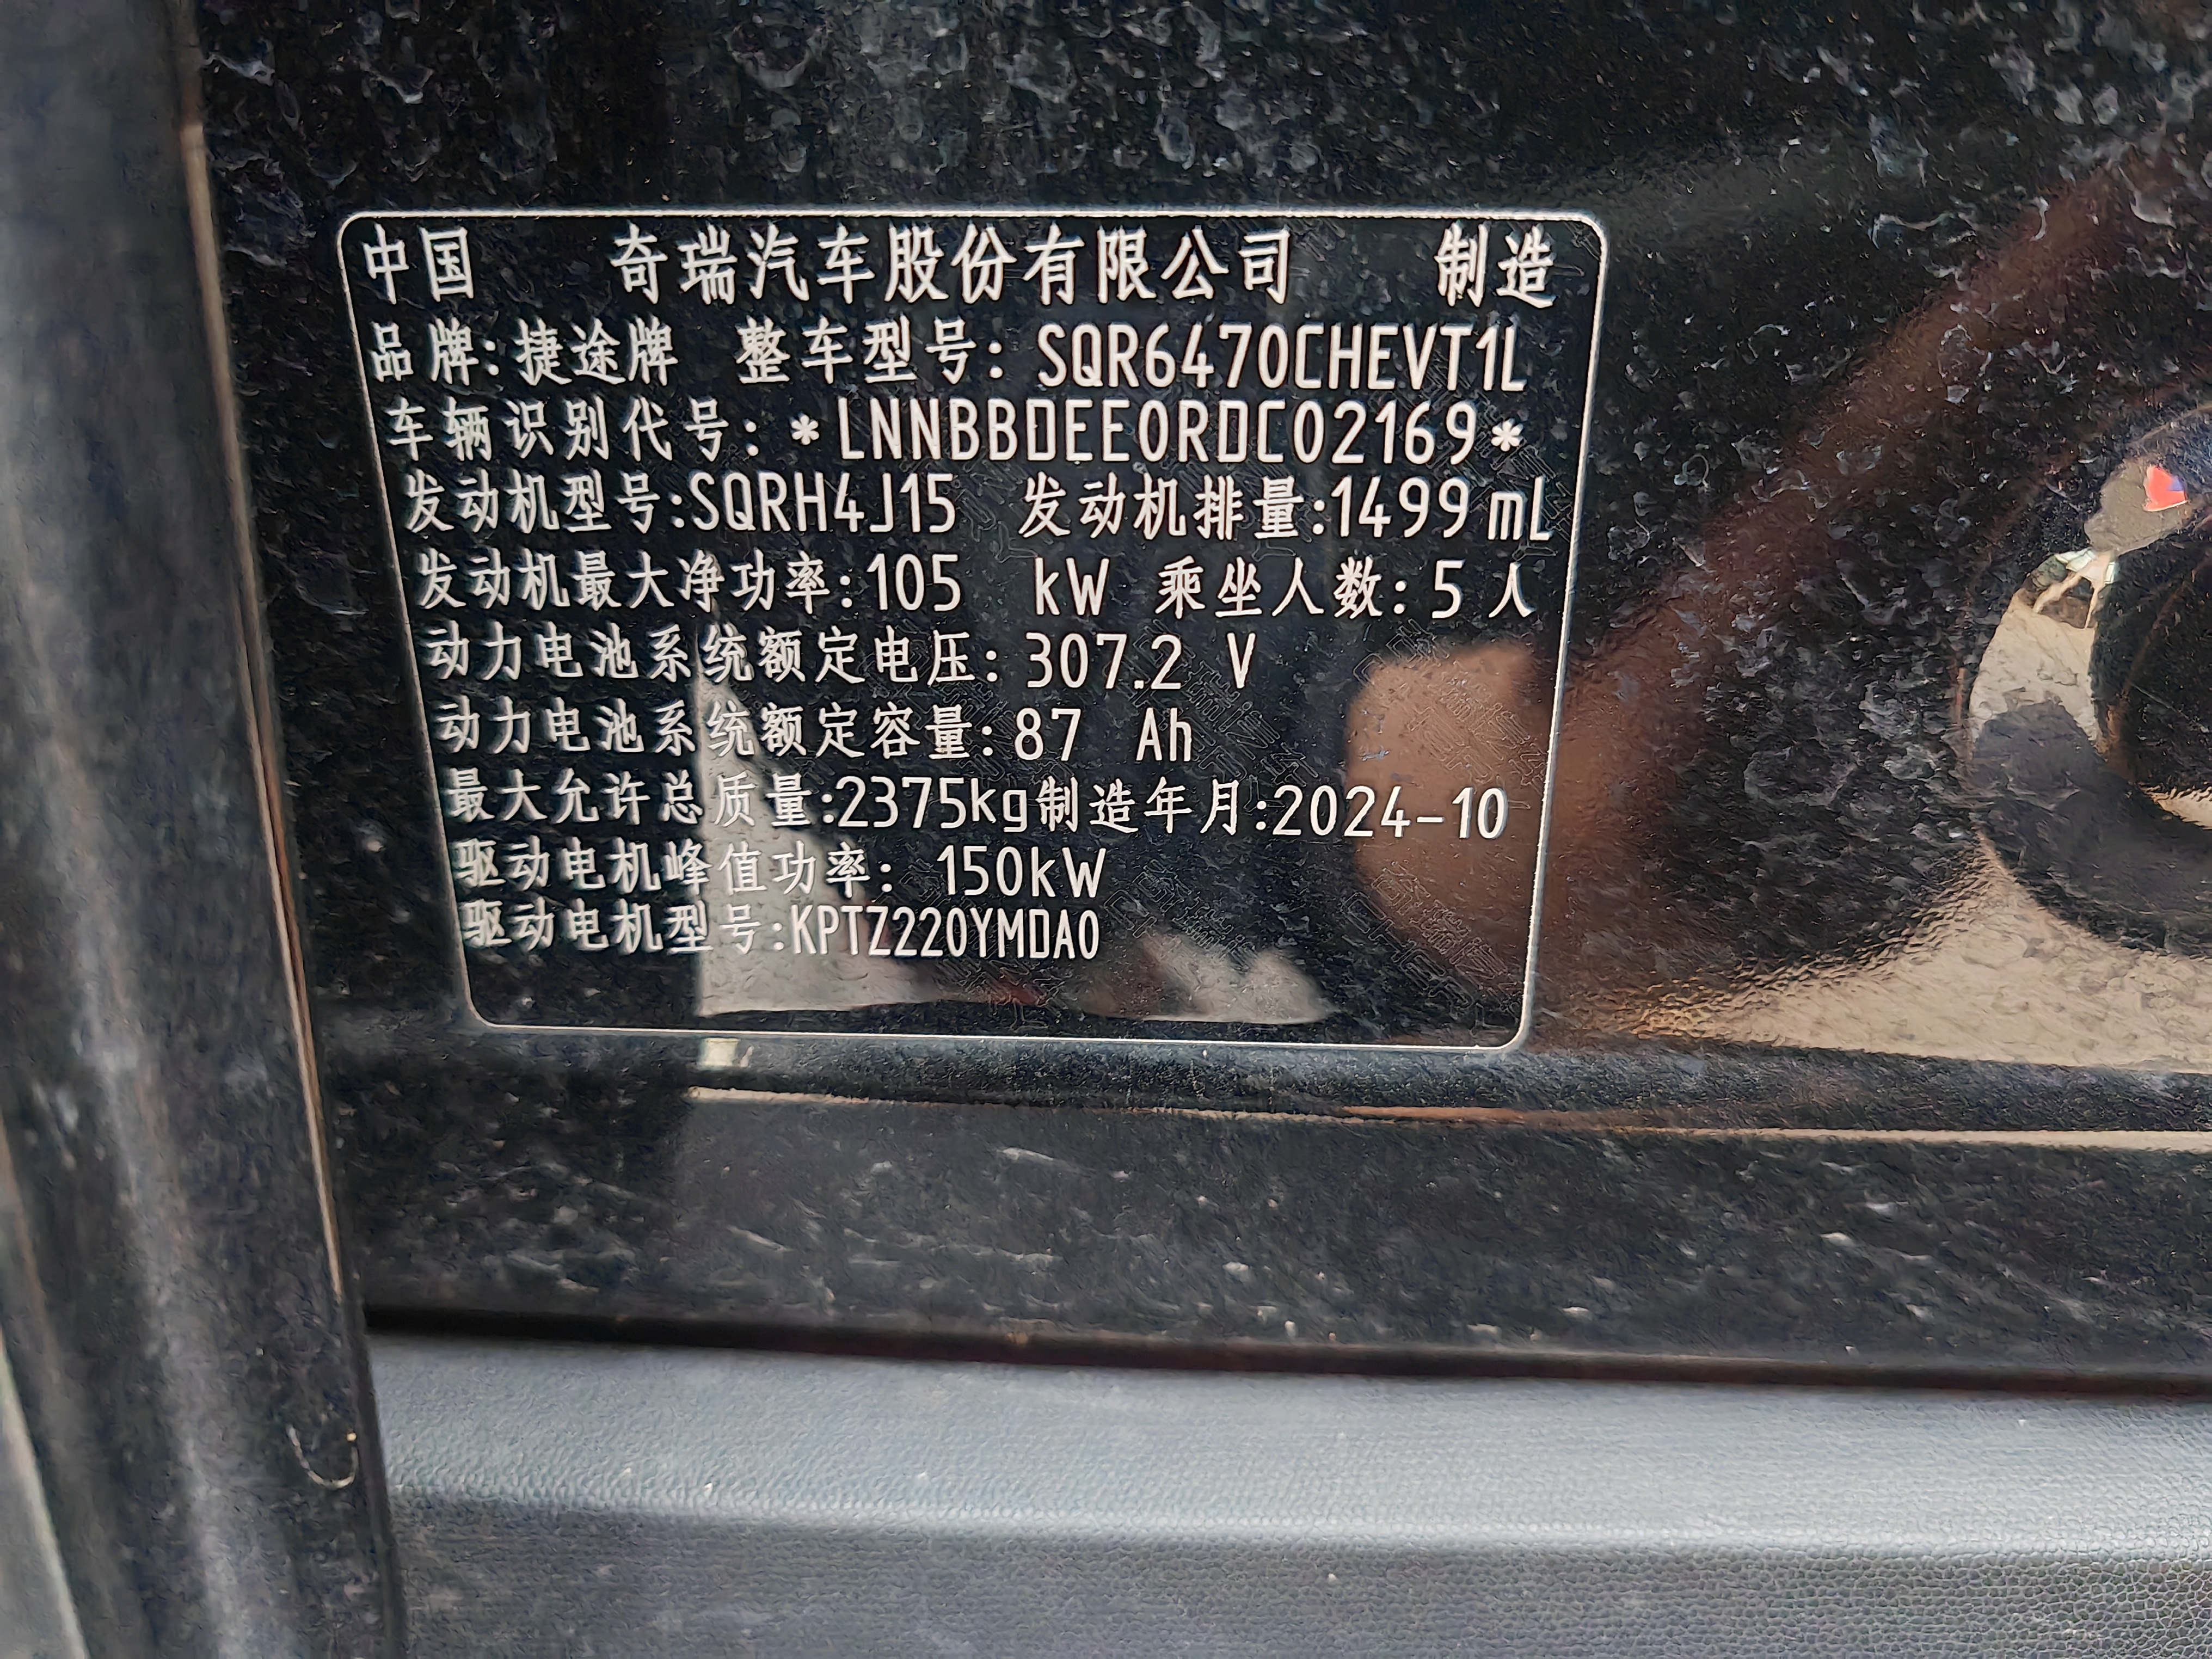 中国 奇瑞汽车股份有限公司 制造
品牌:捷途牌 整车型号: SQR6470CHEVT1L
车辆识别代号: *LNNBBDEE0RDC02169*
发动机型号:SQRH4J15 发动机排量:1499mL
发动机最大净功率:105 kW 乘坐人数: 5 人
动力电池系统额定电压: 307.2 V
动力电池系统额定容量: 87 Ah
最大允许总质量:2375kg制造年月:2024-10
驱动电机峰值功率: 150kW
驱动电机型号:KPTZ220YMDA0